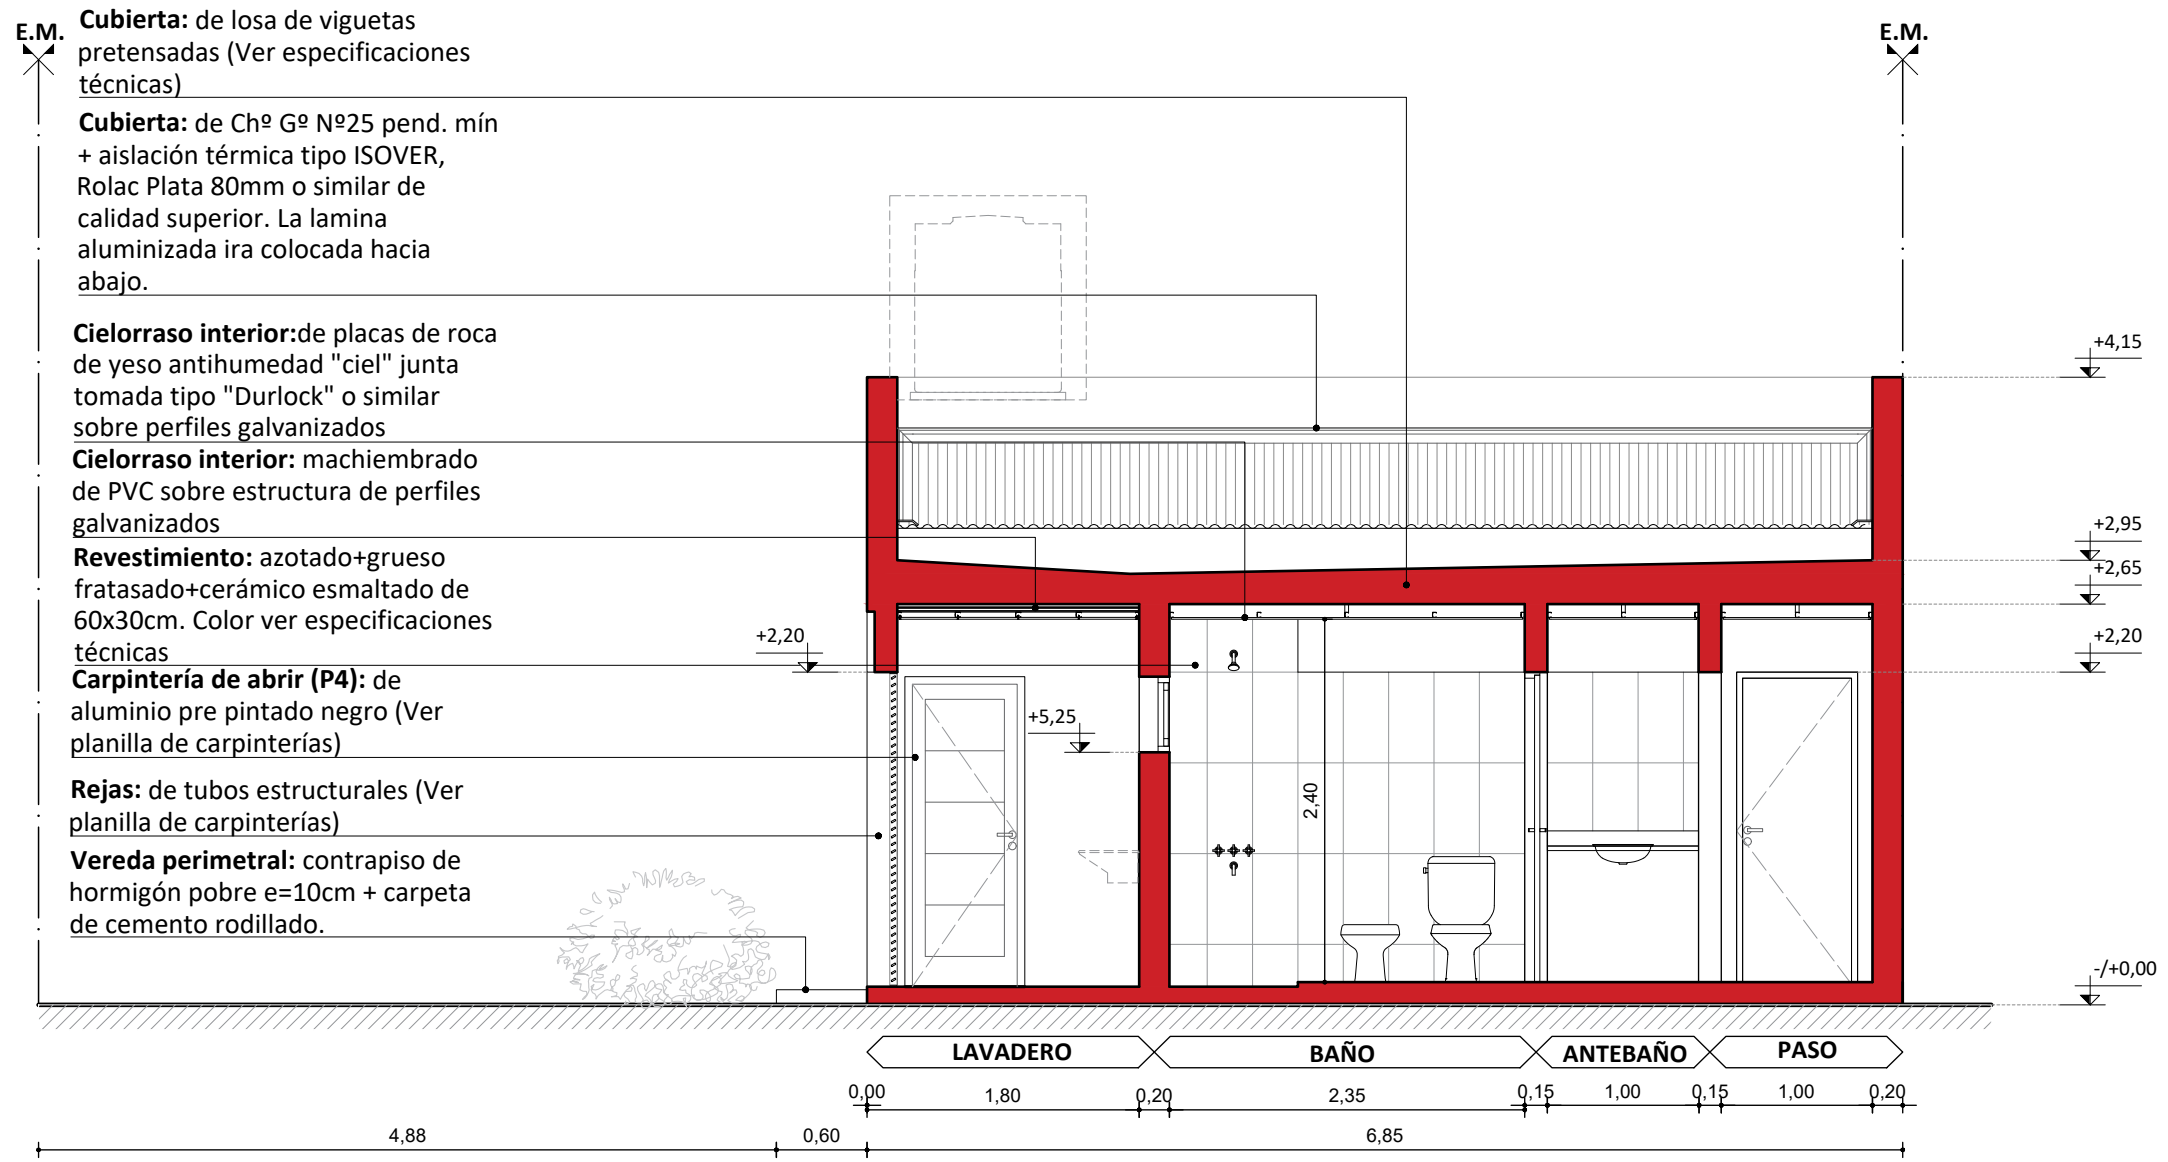 E.M.
E.M.
Cubierta: de losa de viguetas
pretensadas (Ver especificaciones
técnicas)
Cubierta: de Chº Gº Nº25 pend. mín
+ aislación térmica tipo ISOVER,
Rolac Plata 80mm o similar de
calidad superior. La lamina
aluminizada ira colocada hacia
abajo.
Cielorraso interior:de placas de roca
de yeso antihumedad "ciel" junta
tomada tipo "Durlock" o similar
sobre perfiles galvanizados
Cielorraso interior: machiembrado
de PVC sobre estructura de perfiles
galvanizados
Revestimiento: azotado+grueso
fratasado+cerámico esmaltado de
60x30cm. Color ver especificaciones
técnicas
Carpintería de abrir (P4): de
aluminio pre pintado negro (Ver
planilla de carpinterías)
Rejas: de tubos estructurales (Ver
planilla de carpinterías)
Vereda perimetral: contrapiso de
hormigón pobre e=10cm + carpeta
de cemento rodillado.
+4,15
+2,95
+2,65
+2,20
+2,20
+5,25
2,40
-/+0,00
LAVADERO
BAÑO
ANTEBAÑO
PASO
0,00
1,80
0,20
2,35
0,15
1,00
0,15
1,00
0,20
4,88
0,60
6,85